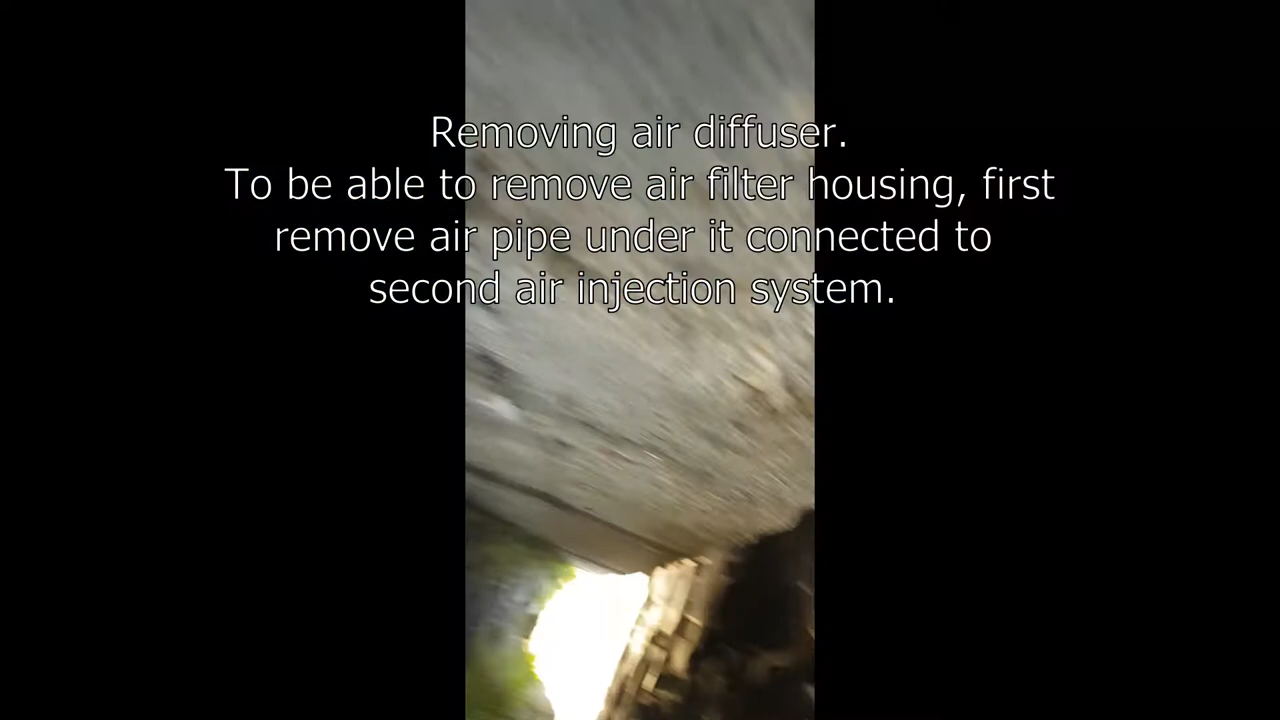 Removing air diffuser.
To be able to remove air filter housing, first
remove air pipe under it connected to
second air injection system.